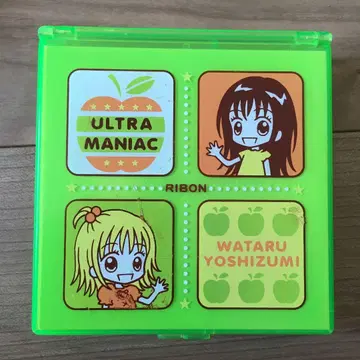 ULTRA
MANIAC
RIBON
WATARU
YOSHIZUMI